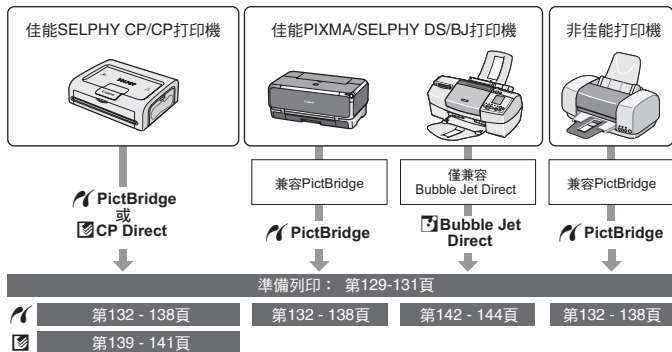 佳能SELPHY CP/CP打印機
佳能PIXMA/SELPHY DS/BJ打印機
非佳能打印機
PictBridge
或
CP Direct
兼容PictBridge
PictBridge
僅兼容
Bubble Jet Direct
Bubble Jet
Direct
兼容PictBridge
PictBridge
準備列印： 第129-131頁
第132 - 138頁
第132 - 138頁
第142 - 144頁
第132 - 138頁
第139 - 141頁